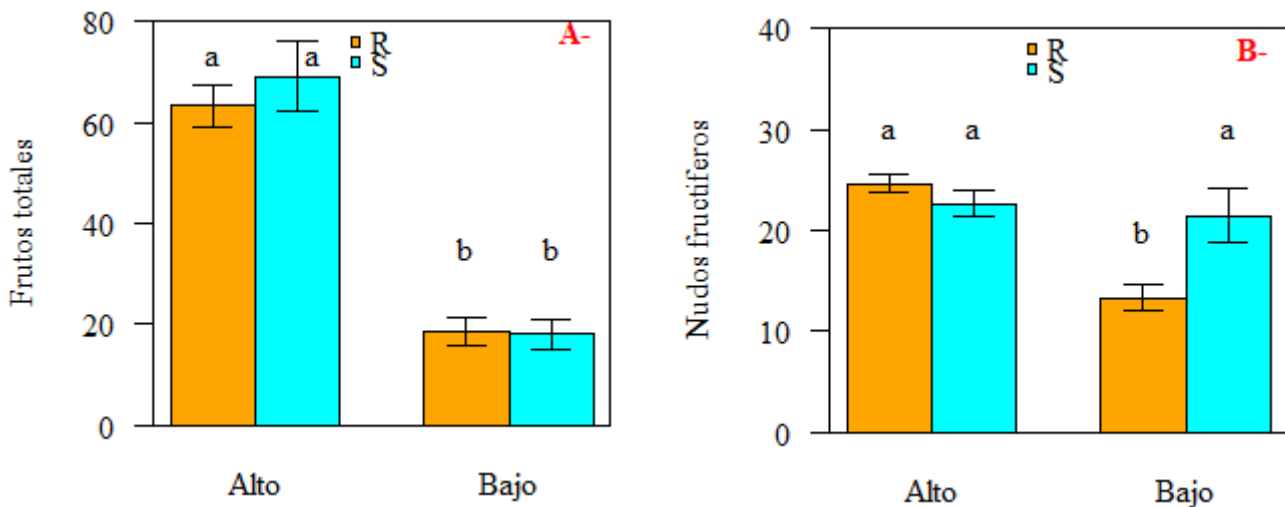 Frutos totales
80
60
40
20
0
R
S
A-
a
a
b
b
Alto
Bajo
Nudos fructíferos
40
30
20
10
0
R
S
B-
a
a
b
a
Alto
Bajo